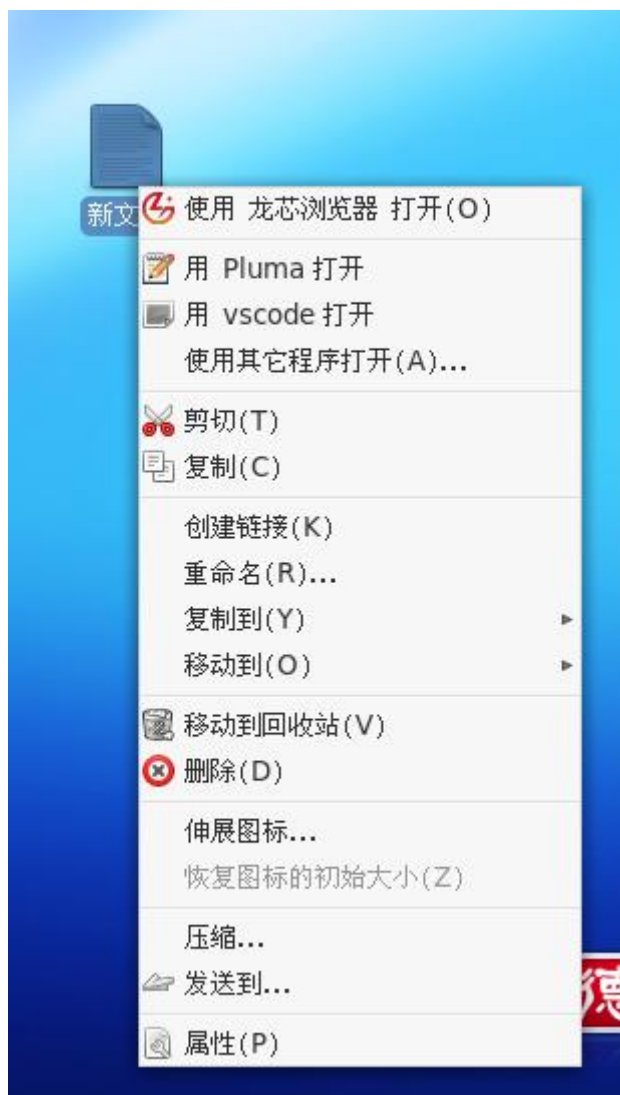 新文
使用 龙芯浏览器 打开(O)
用 Pluma 打开
用 vscode 打开
使用其它程序打开(A)...
剪切(T)
复制(C)
创建链接(K)
重命名(R)...
复制到(Y)
移动到(O)
移动到回收站(V)
删除(D)
伸展图标...
恢复图标的初始大小(Z)
压缩...
发送到...
德
属性(P)